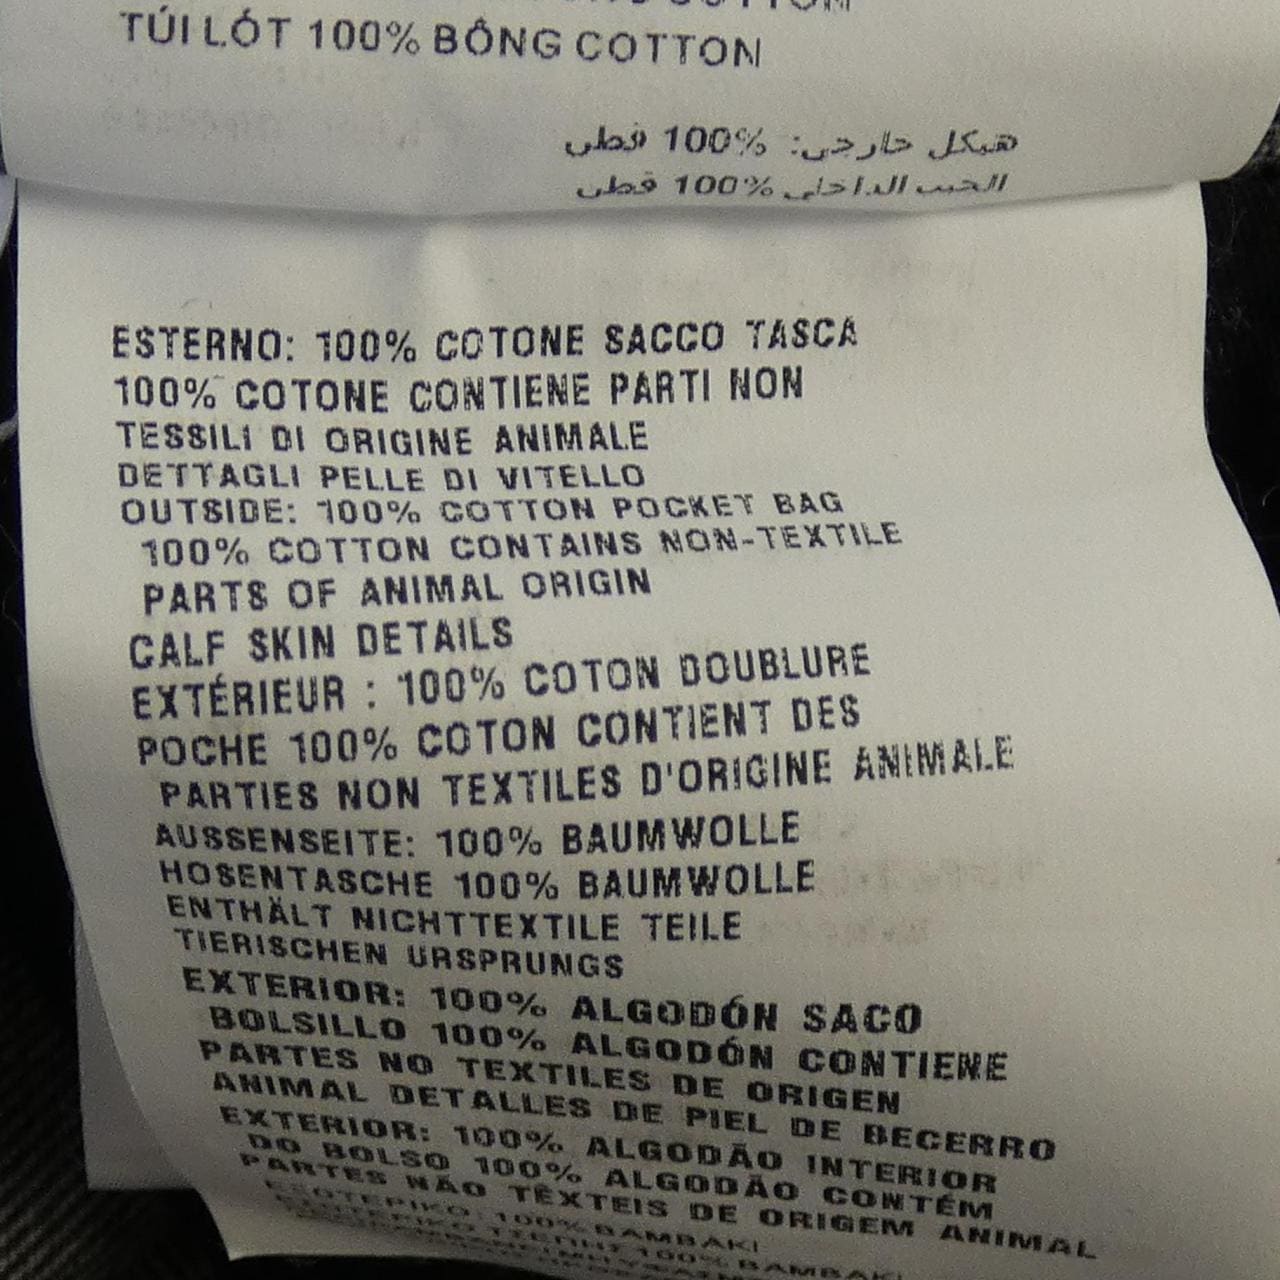 COTTON
TÚI LÓT 100% BÔNG COTTON
هيكل خارجي: %100 قطن
الجيب الداخلي %100 قطن
ESTERNO: 100% COTONE SACCO TASCA
100% COTONE CONTIENE PARTI NON
TESSILI DI ORIGINE ANIMALE
DETTAGLI PELLE DI VITELLO
OUTSIDE: 100% COTTON POCKET BAG
100% COTTON CONTAINS NON-TEXTILE
PARTS OF ANIMAL ORIGIN
CALF SKIN DETAILS
EXTÉRIEUR : 100% COTON DOUBLURE
POCHE 100% COTON CONTIENT DES
PARTIES NON TEXTILES D'ORIGINE ANIMALE
AUSSENSEITE: 100% BAUMWOLLE
HOSENTASCHE 100% BAUMWOLLE
ENTHÄLT NICHTTEXTILE TEILE
TIERISCHEN URSPRUNGS
EXTERIOR: 100% ALGODÓN SACO
BOLSILLO 100% ALGODÓN CONTIENE
PARTES NO TEXTILES DE ORIGEN
ANIMAL DETALLES DE PIEL DE BECERRO
EXTERIOR: 100% ALGODÃO INTERIOR
DO BOLSO 100% ALGODÃO CONTÉM
PARTES NÃO TÊXTEIS DE ORIGEM ANIMAL
100% ΒΑΜΒΑΚΙ
100% ΒΑΜΒΑΚΙ